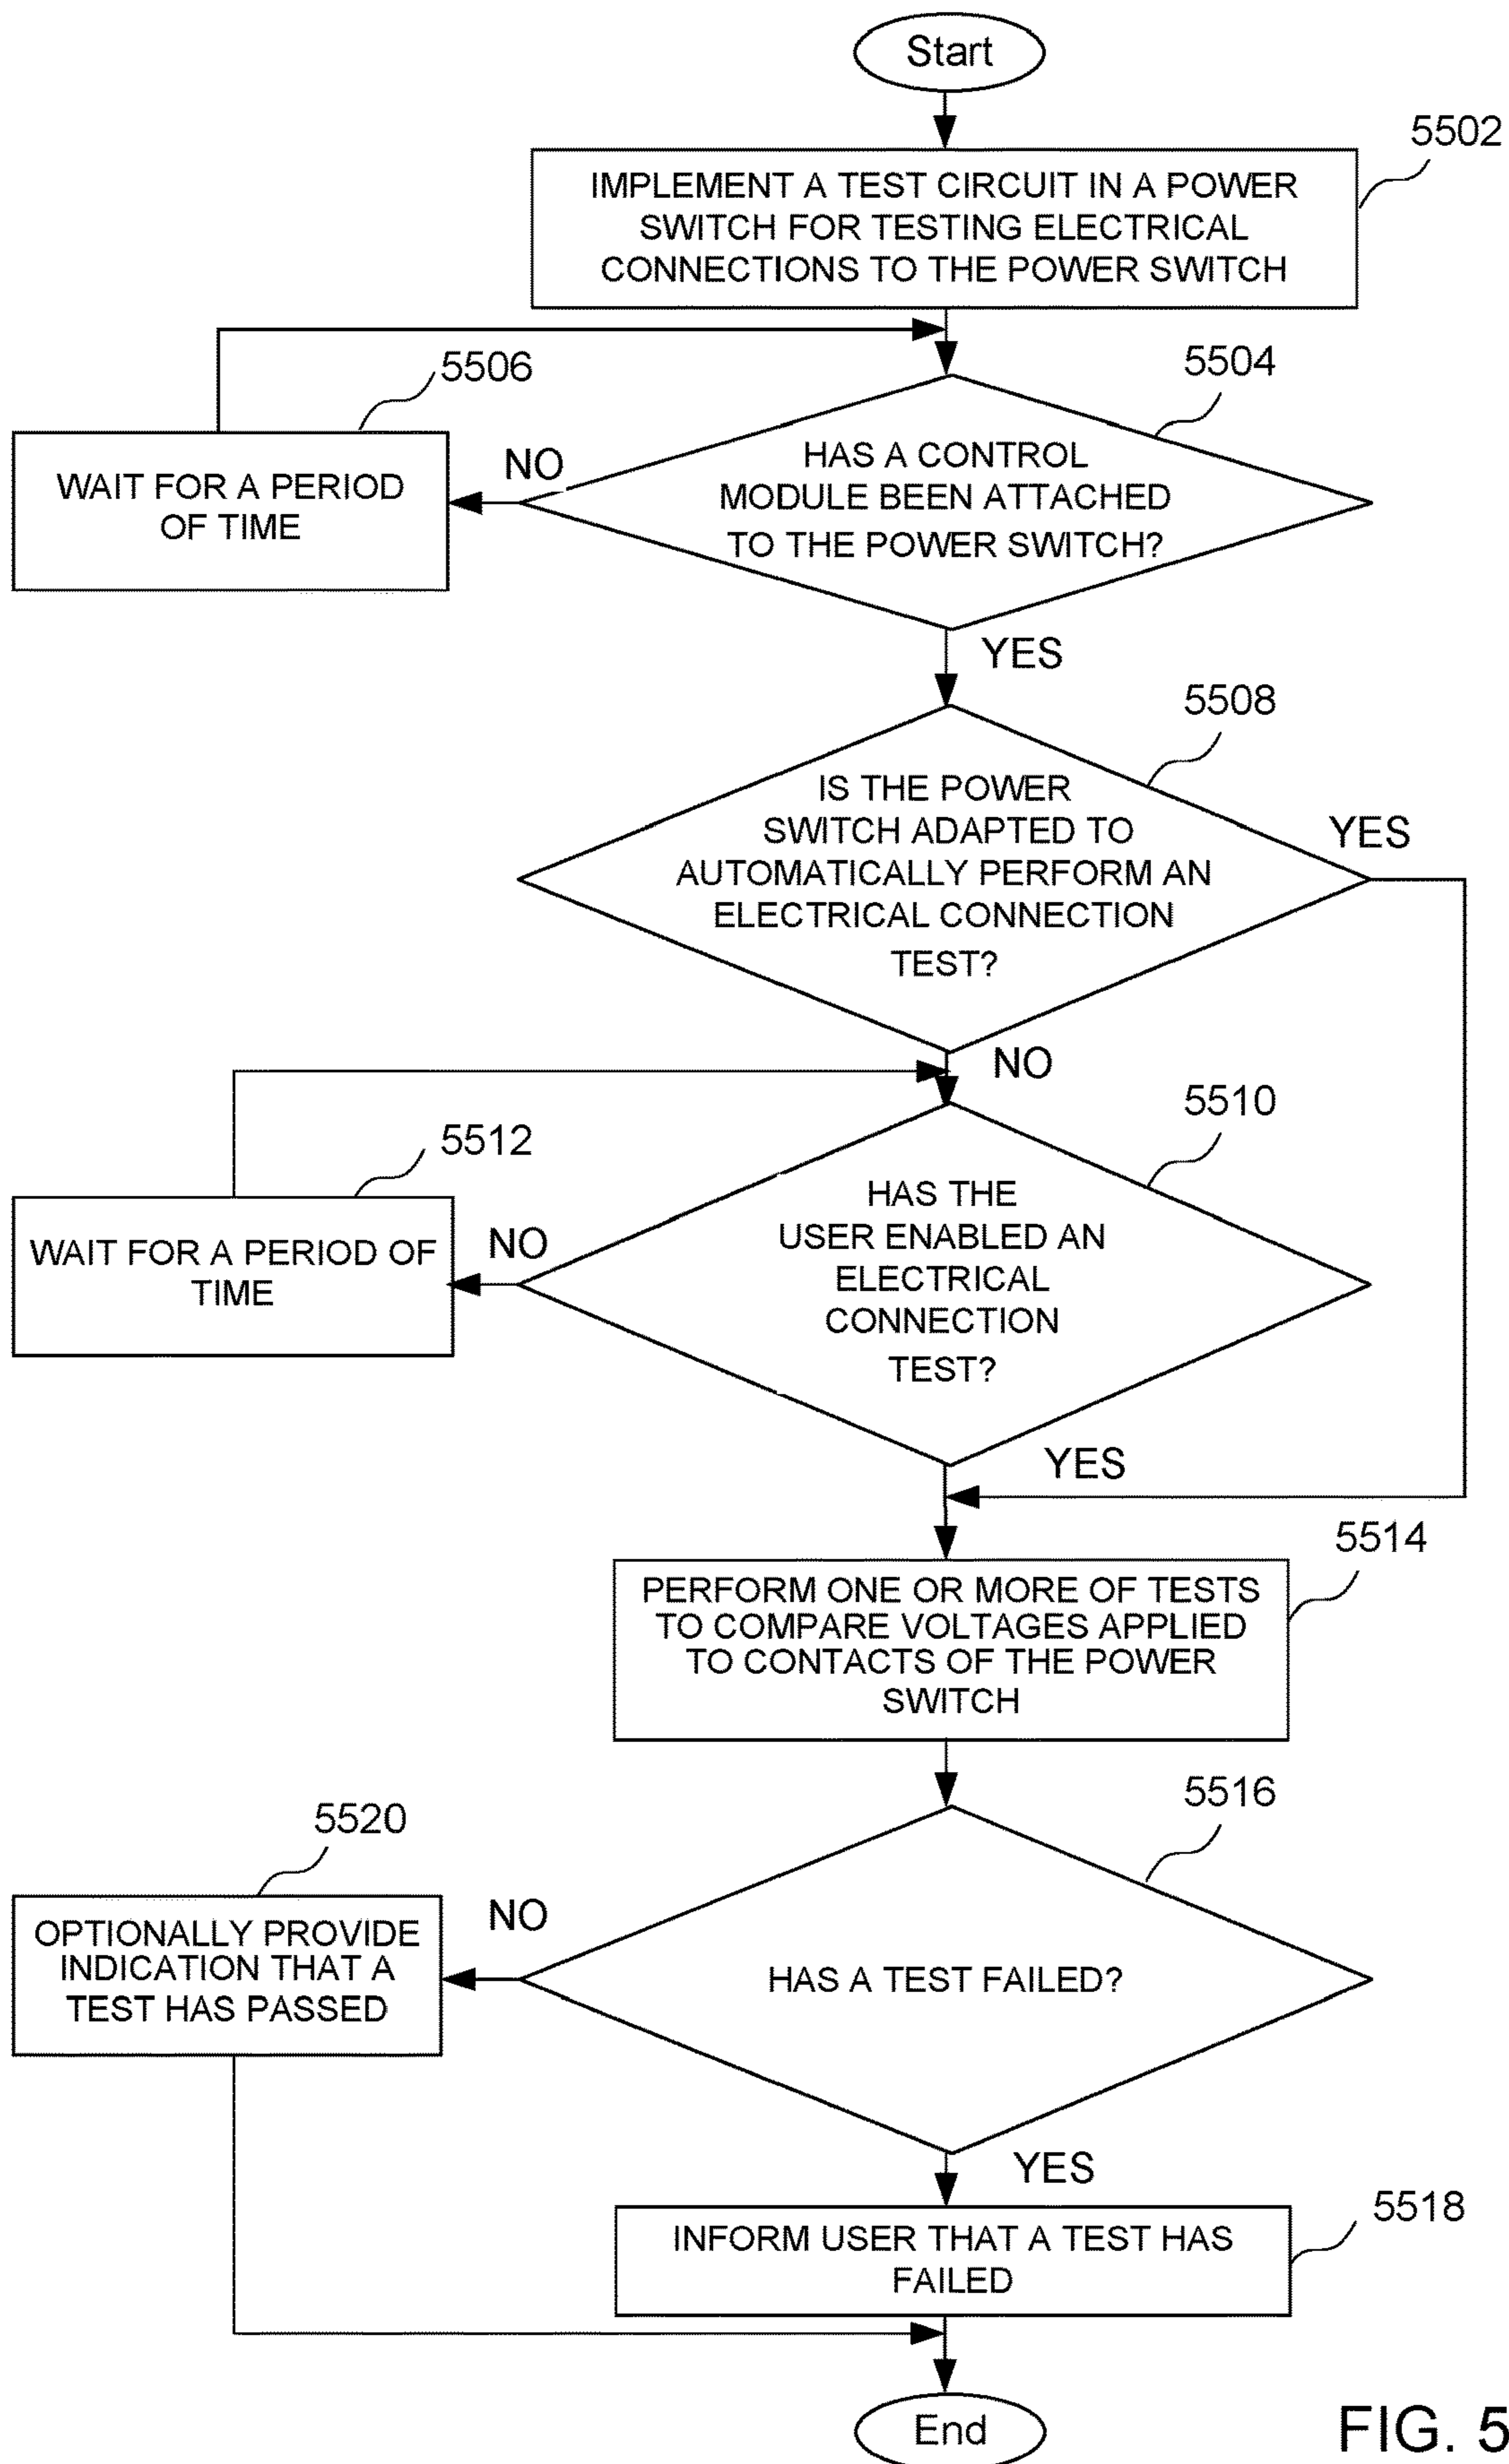 Start
5502
IMPLEMENT A TEST CIRCUIT IN A POWER
SWITCH FOR TESTING ELECTRICAL
CONNECTIONS TO THE POWER SWITCH
5504
5506
HAS A CONTROL
MODULE BEEN ATTACHED
TO THE POWER SWITCH?
NO
WAIT FOR A PERIOD
OF TIME
YES
5508
IS THE POWER
SWITCH ADAPTED TO
AUTOMATICALLY PERFORM AN
ELECTRICAL CONNECTION
TEST?
YES
NO
5510
5512
HAS THE
USER ENABLED AN
ELECTRICAL
CONNECTION
TEST?
NO
WAIT FOR A PERIOD OF
TIME
YES
5514
PERFORM ONE OR MORE OF TESTS
TO COMPARE VOLTAGES APPLIED
TO CONTACTS OF THE POWER
SWITCH
5516
5520
HAS A TEST FAILED?
NO
OPTIONALLY PROVIDE
INDICATION THAT A
TEST HAS PASSED
YES
5518
INFORM USER THAT A TEST HAS
FAILED
End
FIG. 5